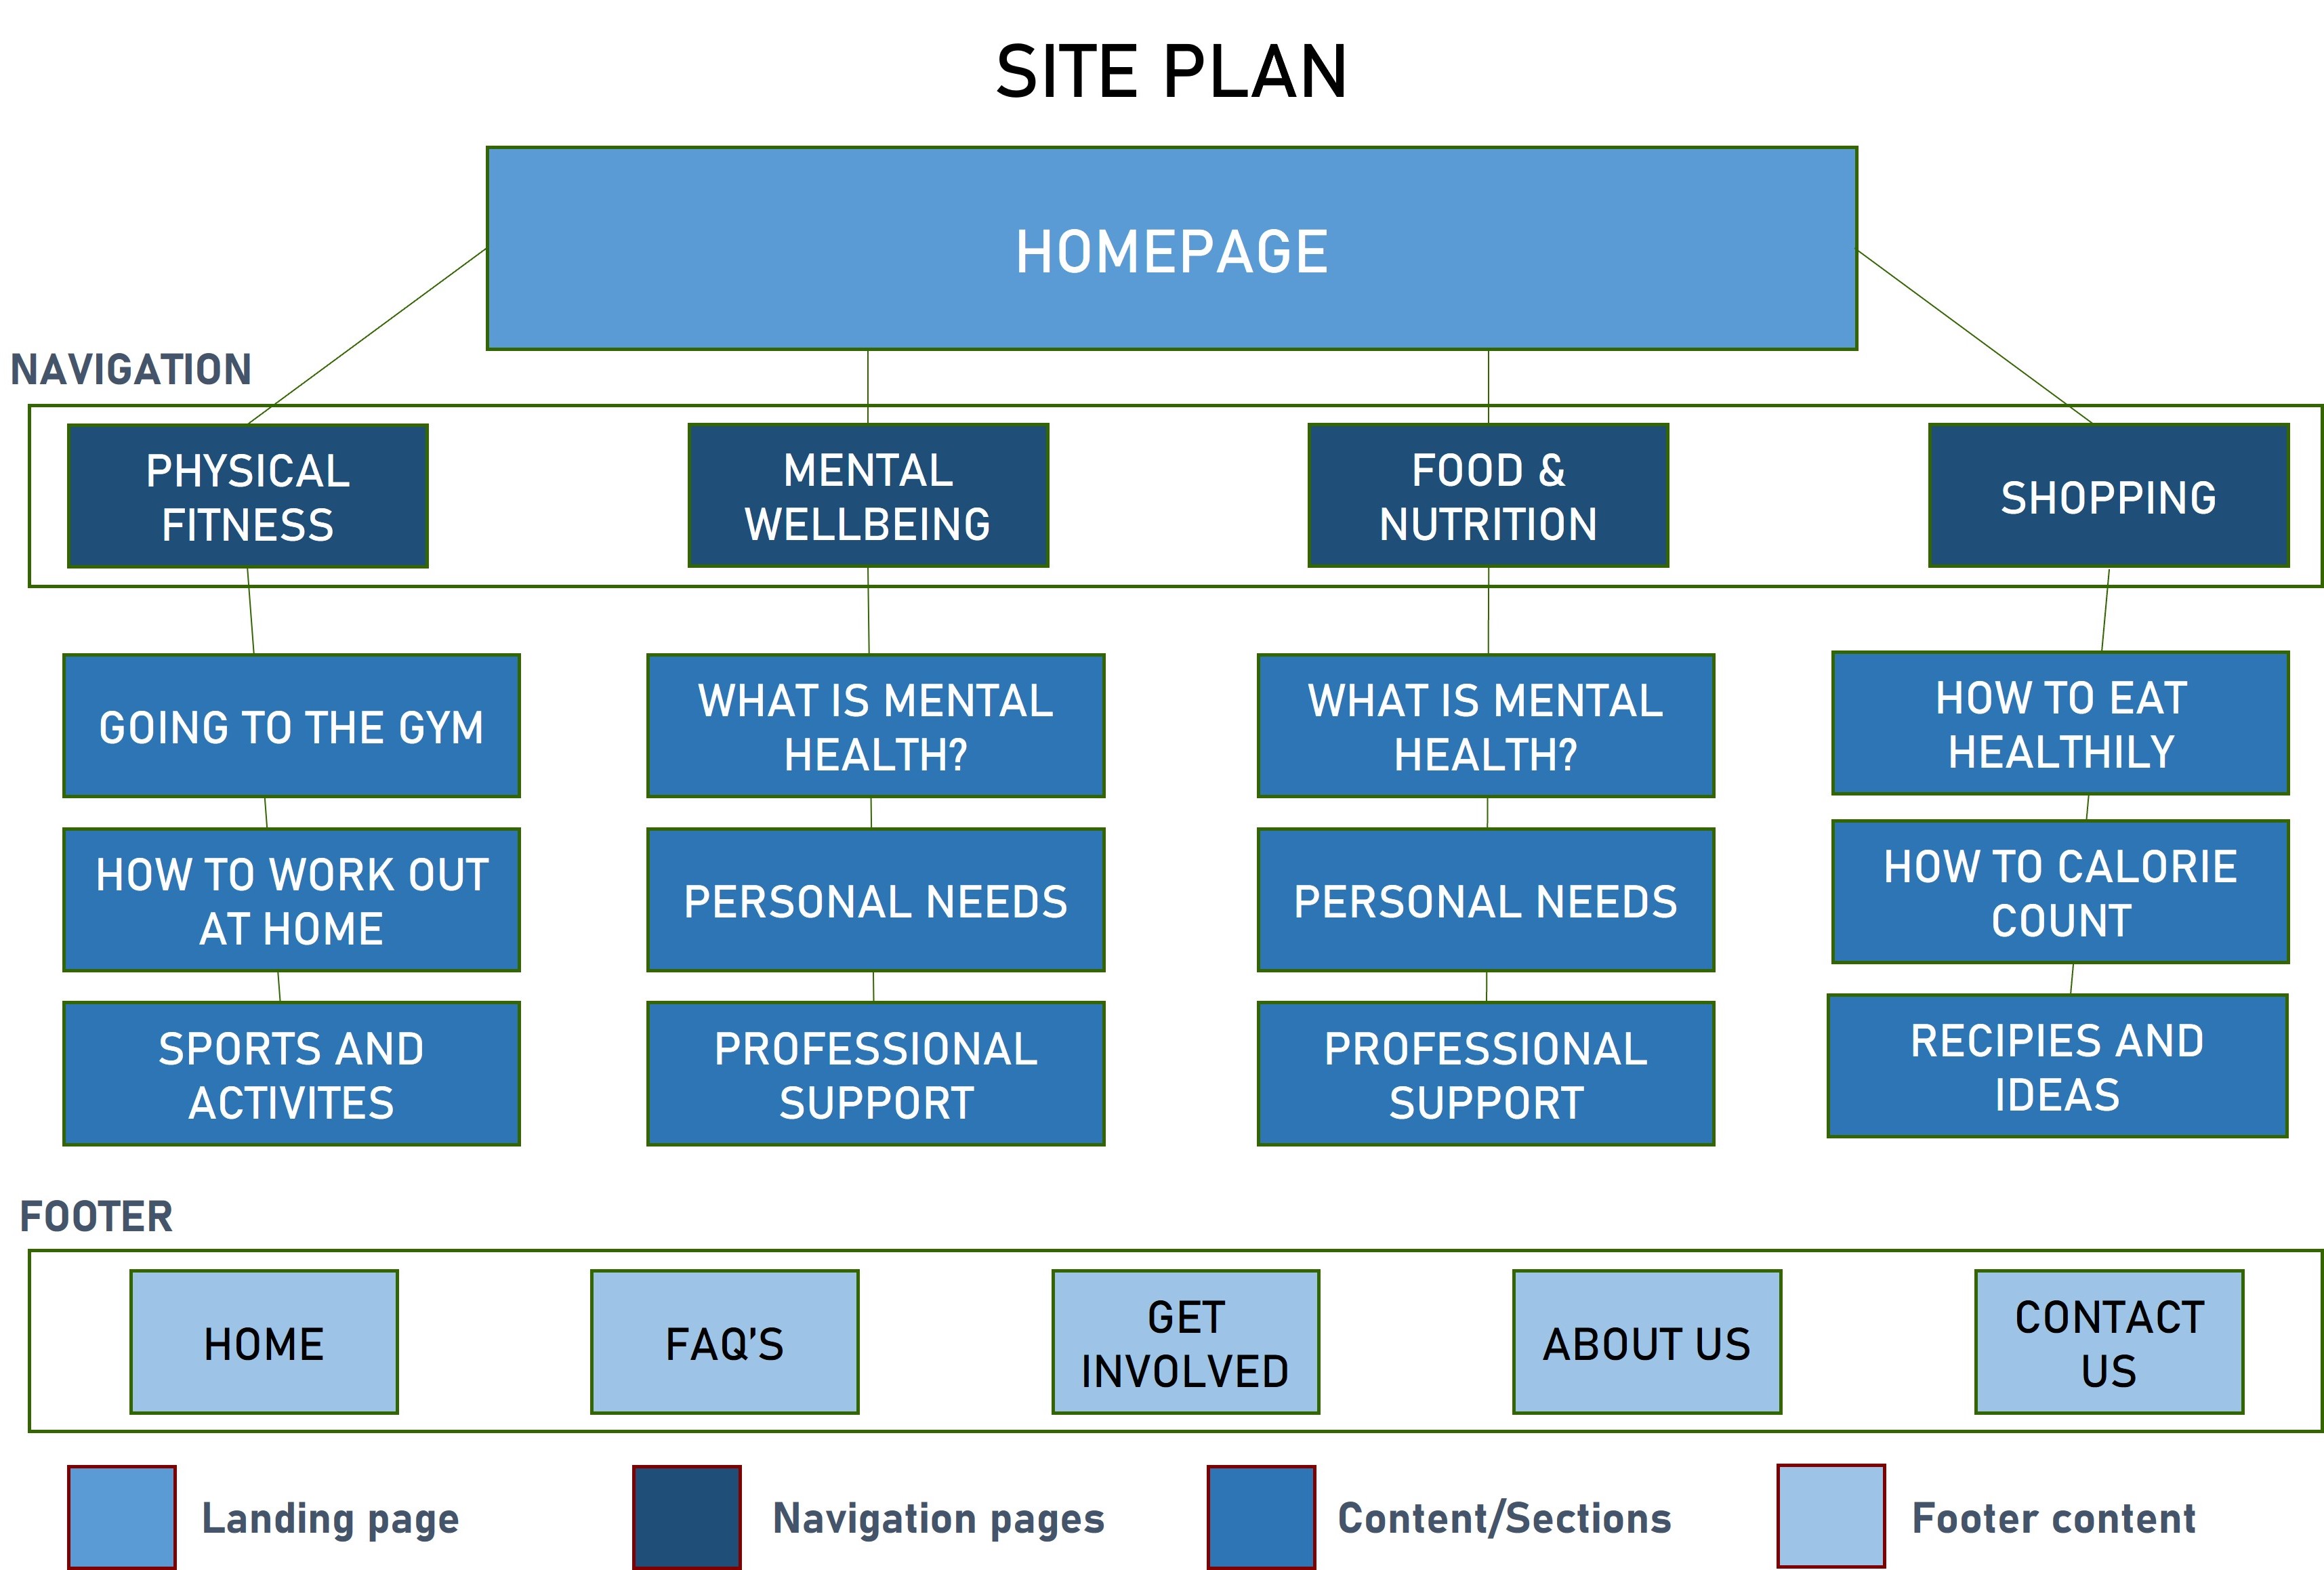 SITE PLAN
HOMEPAGE
NAVIGATION
PHYSICAL
FITNESS
MENTAL
WELLBEING
FOOD &
NUTRITION
SHOPPING
GOING TO THE GYM
WHAT IS MENTAL
HEALTH?
WHAT IS MENTAL
HEALTH?
HOW TO EAT
HEALTHILY
HOW TO WORK OUT
AT HOME
PERSONAL NEEDS
PERSONAL NEEDS
HOW TO CALORIE
COUNT
SPORTS AND
ACTIVITES
PROFESSIONAL
SUPPORT
PROFESSIONAL
SUPPORT
RECIPIES AND
IDEAS
FOOTER
HOME
FAQ'S
GET
INVOLVED
ABOUT US
CONTACT
US
Landing page
Navigation pages
Content/Sections
Footer content